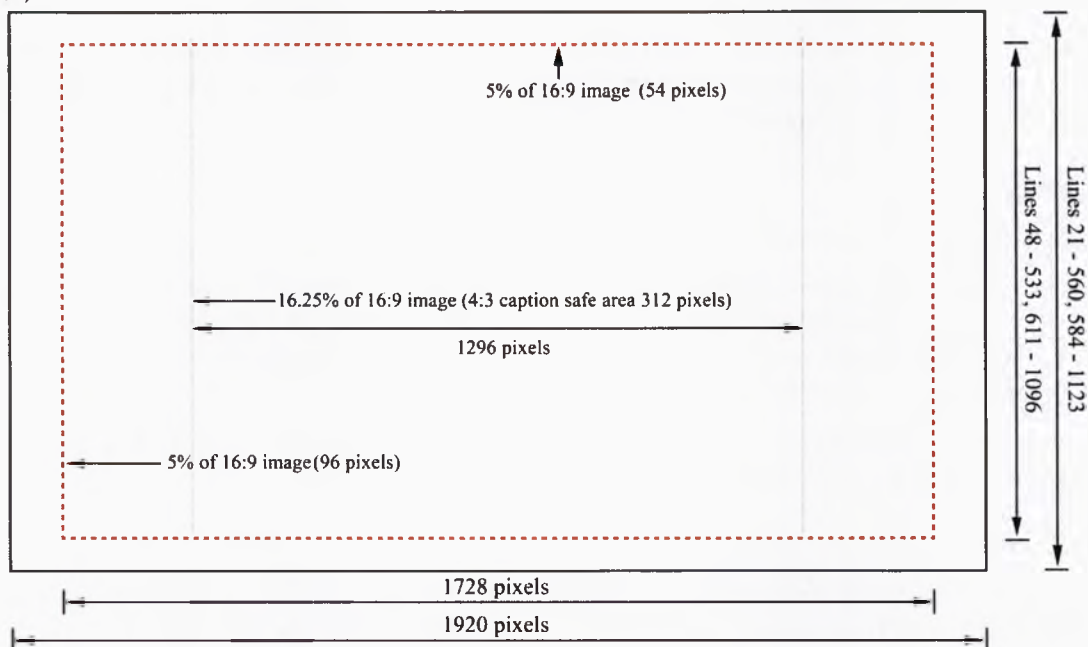 5% of 16:9 image (54 pixels)
16.25% of 16:9 image (4:3 caption safe area 312 pixels)
1296 pixels
5% of 16:9 image (96 pixels)
Lines 48 - 533, 611 - 1096
Lines 21 - 560, 584 - 1123
1728 pixels
1920 pixels